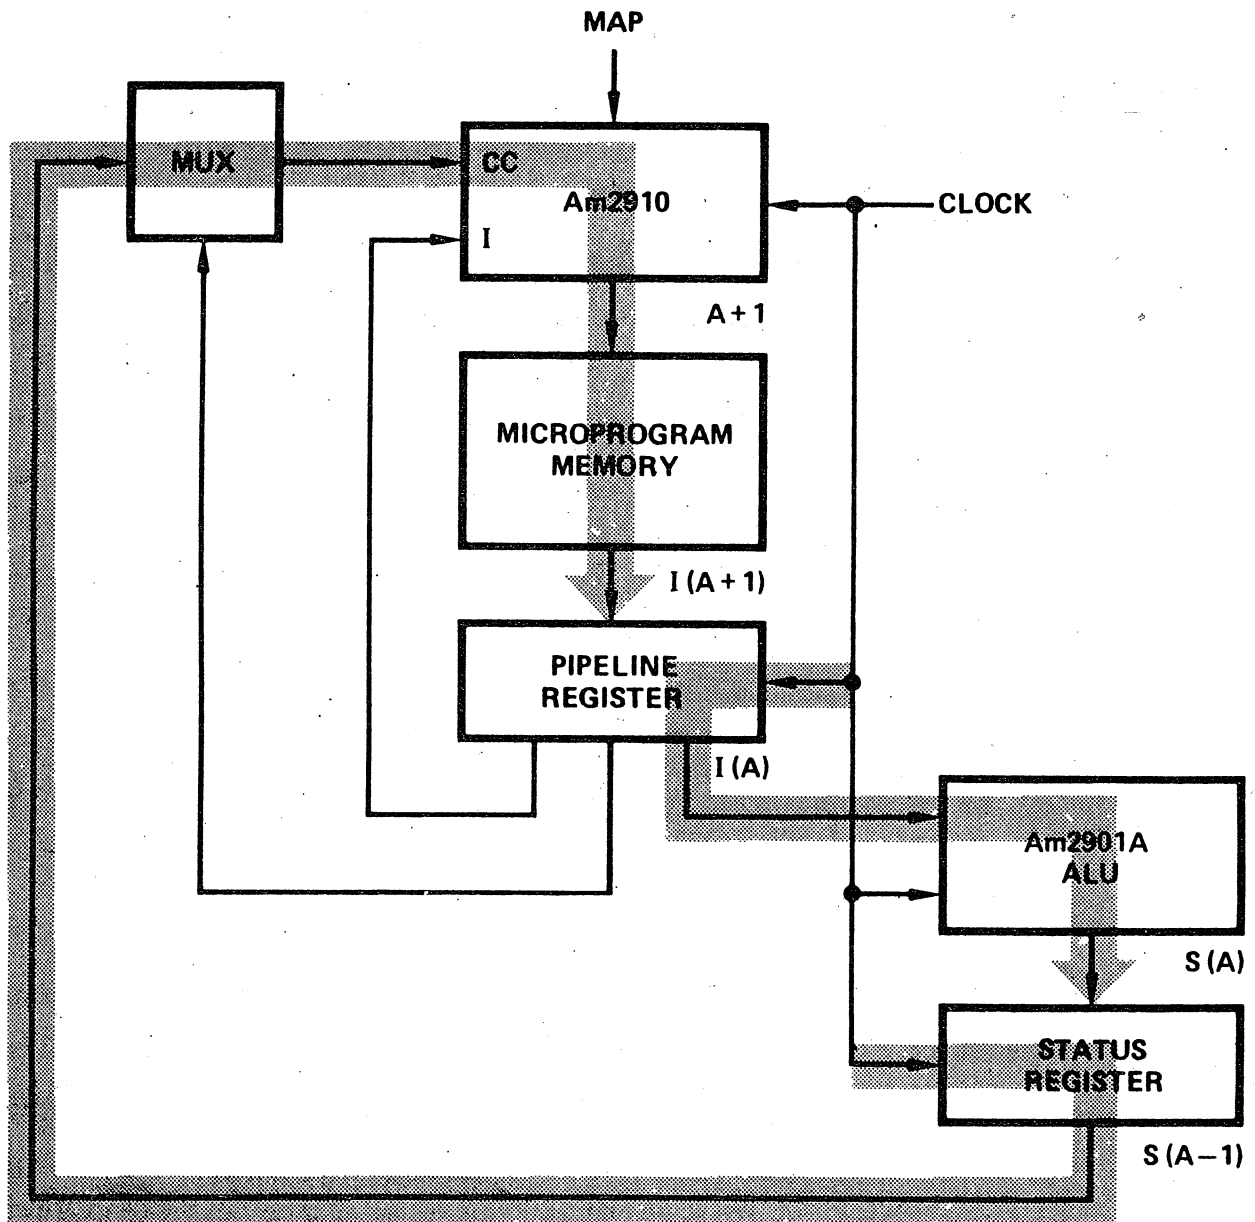 MAP
MUX
CC
Am2910
CLOCK
I
A+1
MICROPROGRAM
MEMORY
I (A+1)
PIPELINE
REGISTER
I (A)
Am2901A
ALU
S (A)
STATUS
REGISTER
S (A−1)